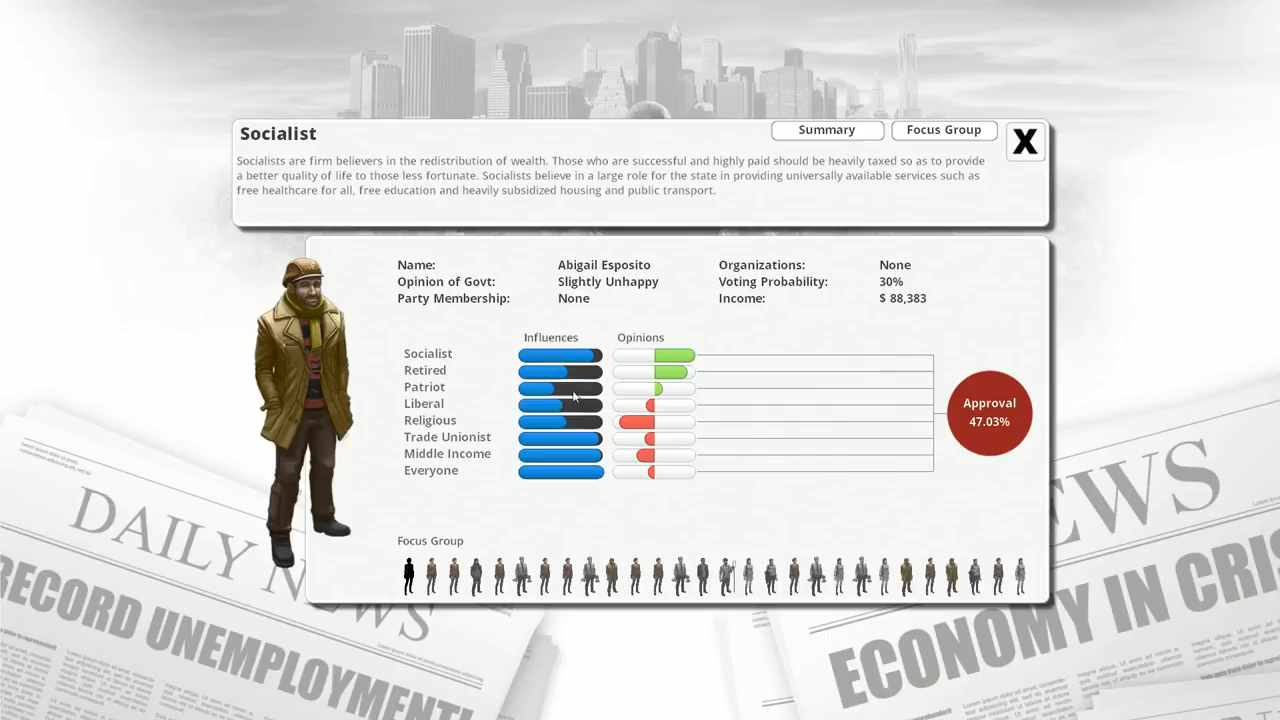 Socialist
Summary
Focus Group
X
Socialists are firm believers in the redistribution of wealth. Those who are successful and highly paid should be heavily taxed so as to provide
a better quality of life to those less fortunate. Socialists believe in a large role for the state in providing universally available services such as
free healthcare for all, free education and heavily subsidized housing and public transport.
Name: Abigail Esposito Organizations: None
Opinion of Govt: Slightly Unhappy Voting Probability: 30%
Party Membership: None Income: $ 88,383
Influences Opinions
Socialist
Retired
Patriot
Liberal
Religious
Trade Unionist
Middle Income
Everyone
Approval
47.03%
Focus Group
DAILY N
WS
RECORD UNEMPLOYMENT
EWS
ECONOMY IN CRIS